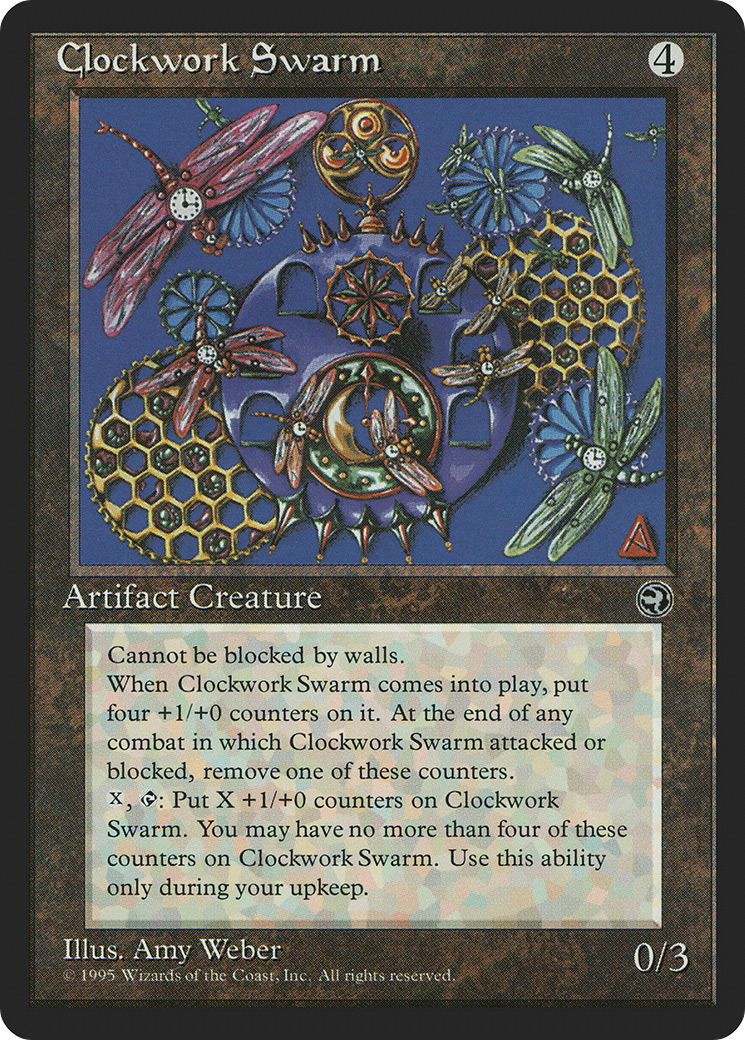 Clockwork Swarm 4
Artifact Creature
Cannot be blocked by walls.
When Clockwork Swarm comes into play, put
four +1/+0 counters on it. At the end of any
combat in which Clockwork Swarm attacked or
blocked, remove one of these counters.
X, : Put X +1/+0 counters on Clockwork
Swarm. You may have no more than four of these
counters on Clockwork Swarm. Use this ability
only during your upkeep.
Illus. Amy Weber
0/3
© 1995 Wizards of the Coast, Inc. All rights reserved.